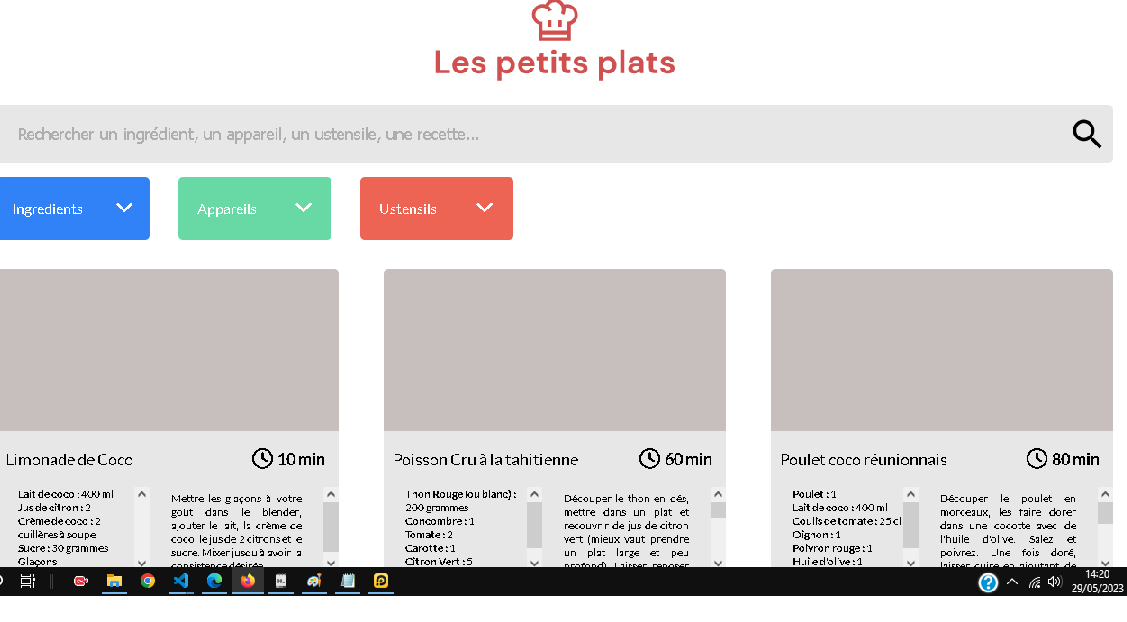 Les petits plats
Rechercher un ingrédient, un appareil, un ustensile, une recette...
Ingredients
Appareils
Ustensils
Limonade de Coco
10 min
Lait de coco : 400 ml
Jus de citron : 2
Crème de coco : 2
cuillères à soupe
Sucre : 30 grammes
Glaçons
Mettre les glaçons à votre
goût dans le blender,
ajouter le lait, la crème de
coco, le jus de 2 citrons et le
sucre. Mixer jusqu'à avoir la
consistence désirée
Poisson Cru à la tahitienne
60 min
Thon Rouge (ou blanc) :
200 grammes
Concombre : 1
Tomate : 2
Carotte : 1
Citron Vert : 5
Découper le thon en dés,
mettre dans un plat et
recouvrir de jus de citron
vert (mieux vaut prendre
un plat large et peu
profond). Laisser reposer
Poulet coco réunionnais
80 min
Poulet : 1
Lait de coco : 400 ml
Coulis de tomate : 25 cl
Oignon : 1
Poivron rouge : 1
Huile d'olive : 1
Découper le poulet en
morceaux, les faire dorer
dans une cocotte avec de
l'huile d'olive. Salez et
poivrez. Une fois doré,
laisser cuire en ajoutant de
14:20
29/05/2023